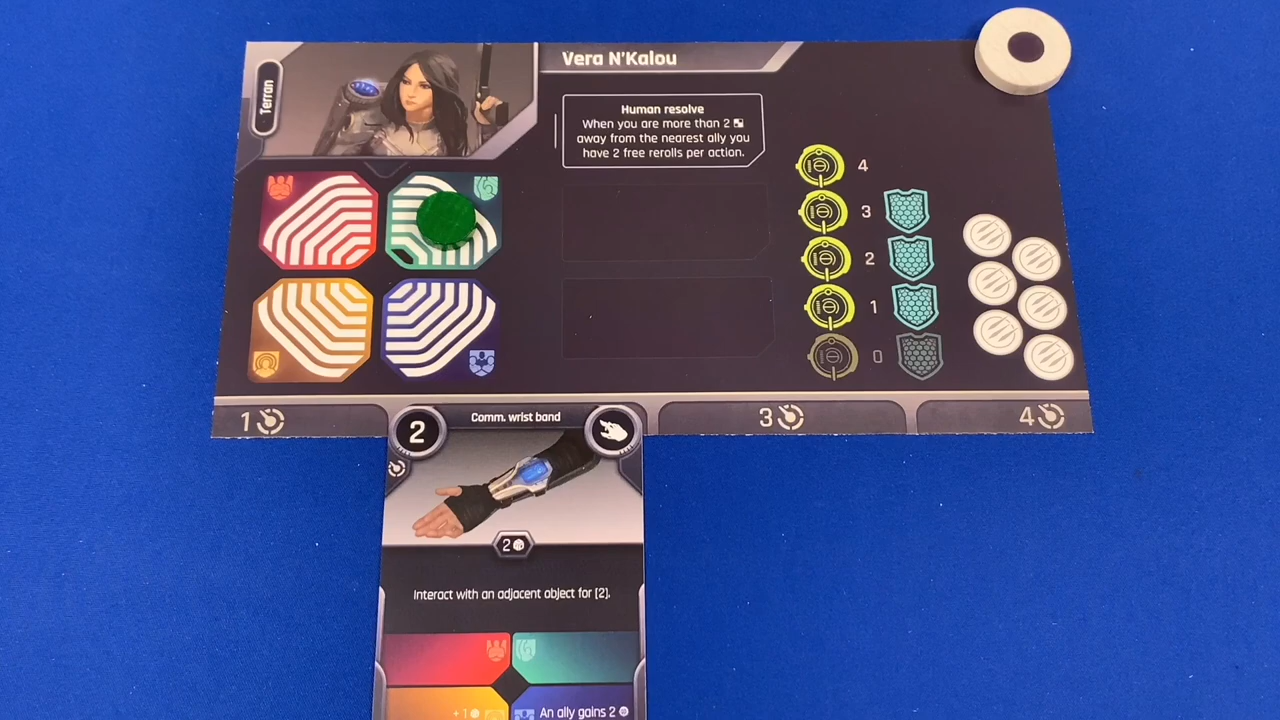 Terran
Vera N'Kalou
Human resolve
When you are more than 2
away from the nearest ally you
have 2 free rerolls per action.
4
3
2
1
0
1
3
4
2
Comm. wrist band
2
Interact with an adjacent object for [2].
+1
An ally gains 2